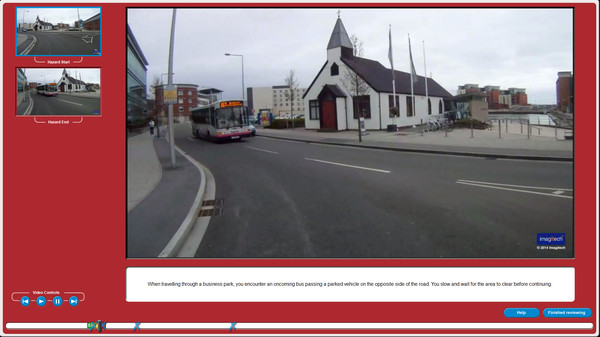 Hazard Start
Hazard End
imagitech
© 2014 Imagitech
When travelling through a business park, you encounter an oncoming bus passing a parked vehicle on the opposite side of the road. You slow and wait for the area to clear before continuing.
Video Controls
Help
Finished reviewing